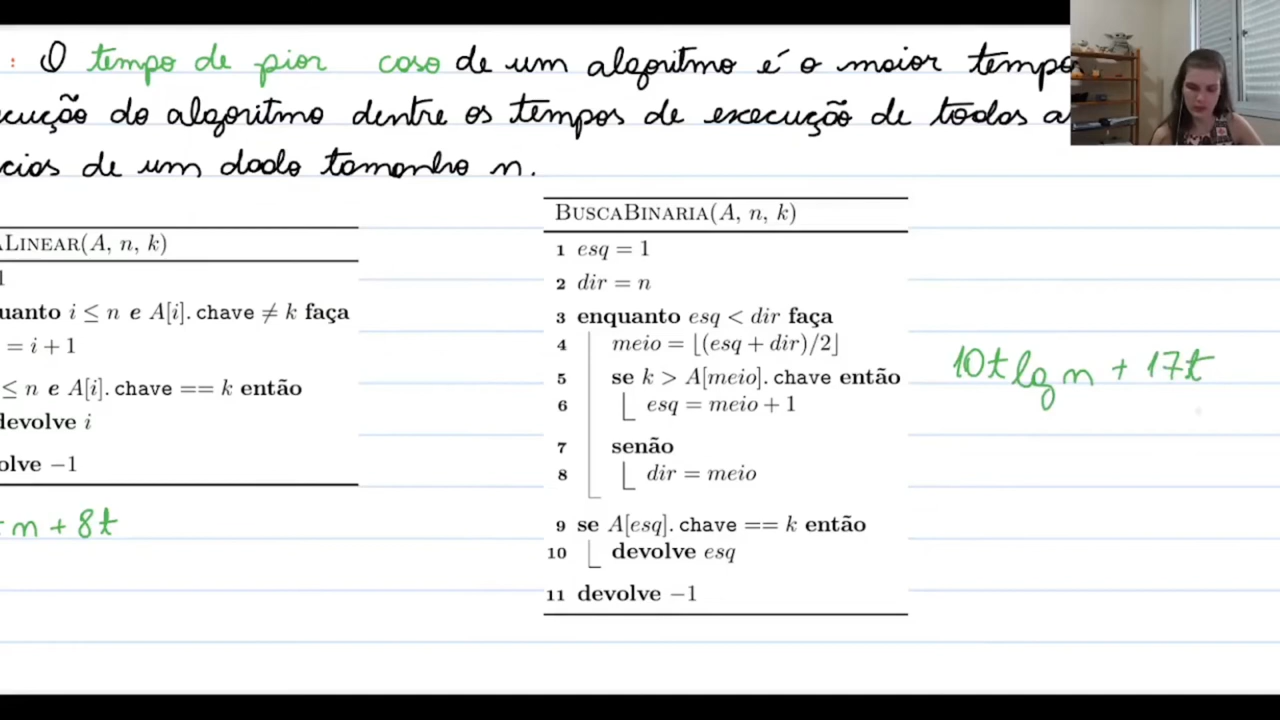 : O tempo de pior caso de um algoritmo é o maior tempo
cução do algoritmo dentre os tempos de execução de todas a
cias de um dado tamanho n.
LINEAR(A, n, k)
1
uanto i ≤ n e A[i].chave ≠ k faça
= i + 1
≤ n e A[i].chave == k então
devolve i
olve −1
n + 8t
BUSCABINARIA(A, n, k)
1 esq = 1
2 dir = n
3 enquanto esq < dir faça
4 meio = ⌊(esq + dir)/2⌋
5 se k > A[meio].chave então
6 esq = meio + 1
7 senão
8 dir = meio
9 se A[esq].chave == k então
10 devolve esq
11 devolve −1
10t lg n + 17t